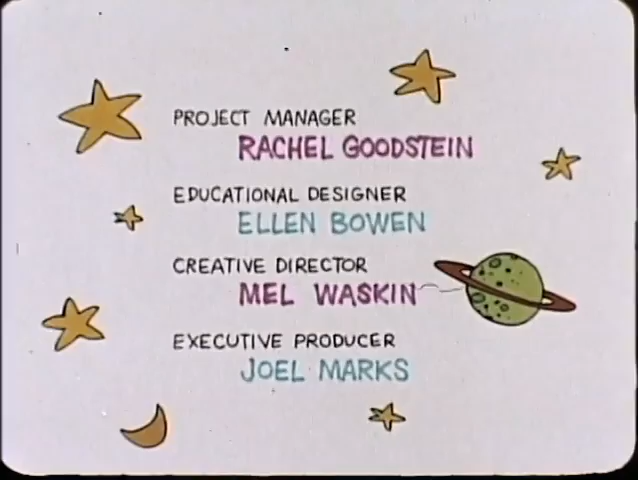 PROJECT MANAGER
RACHEL GOODSTEIN
EDUCATIONAL DESIGNER
ELLEN BOWEN
CREATIVE DIRECTOR
MEL WASKIN
EXECUTIVE PRODUCER
JOEL MARKS